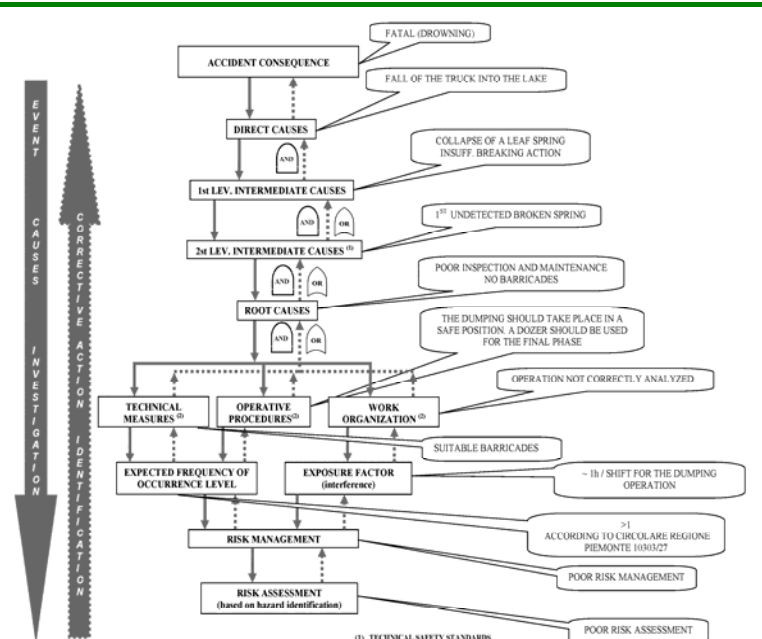 FATAL (DROWNING)
ACCIDENT CONSEQUENCE
FALL OF THE TRUCK INTO THE LAKE
DIRECT CAUSES
AND
COLLAPSE OF A LEAF SPRING
INSUFF. BREAKING ACTION
1st LEV. INTERMEDIATE CAUSES
AND
OR
1ST UNDETECTED BROKEN SPRING
2st LEV. INTERMEDIATE CAUSES (1)
AND
OR
POOR INSPECTION AND MAINTENANCE
NO BARRICADES
ROOT CAUSES
AND
OR
THE DUMPING SHOULD TAKE PLACE IN A
SAFE POSITION. A DOZER SHOULD BE USED
FOR THE FINAL PHASE
OPERATION NOT CORRECTLY ANALYZED
TECHNICAL
MEASURES (2)
OPERATIVE
PROCEDURES(2)
WORK
ORGANIZATION (2)
SUITABLE BARRICADES
EXPECTED FREQUENCY OF
OCCURRENCE LEVEL
EXPOSURE FACTOR
(interference)
~ 1h / SHIFT FOR THE DUMPING
OPERATION
>1
ACCORDING TO CIRCOLARE REGIONE
PIEMONTE 10303/27
RISK MANAGEMENT
POOR RISK MANAGEMENT
RISK ASSESSMENT
(based on hazard identification)
POOR RISK ASSESSMENT
(1) TECHNICAL SAFETY STANDARDS
EVENT CAUSES INVESTIGATION
CORRECTIVE ACTION IDENTIFICATION